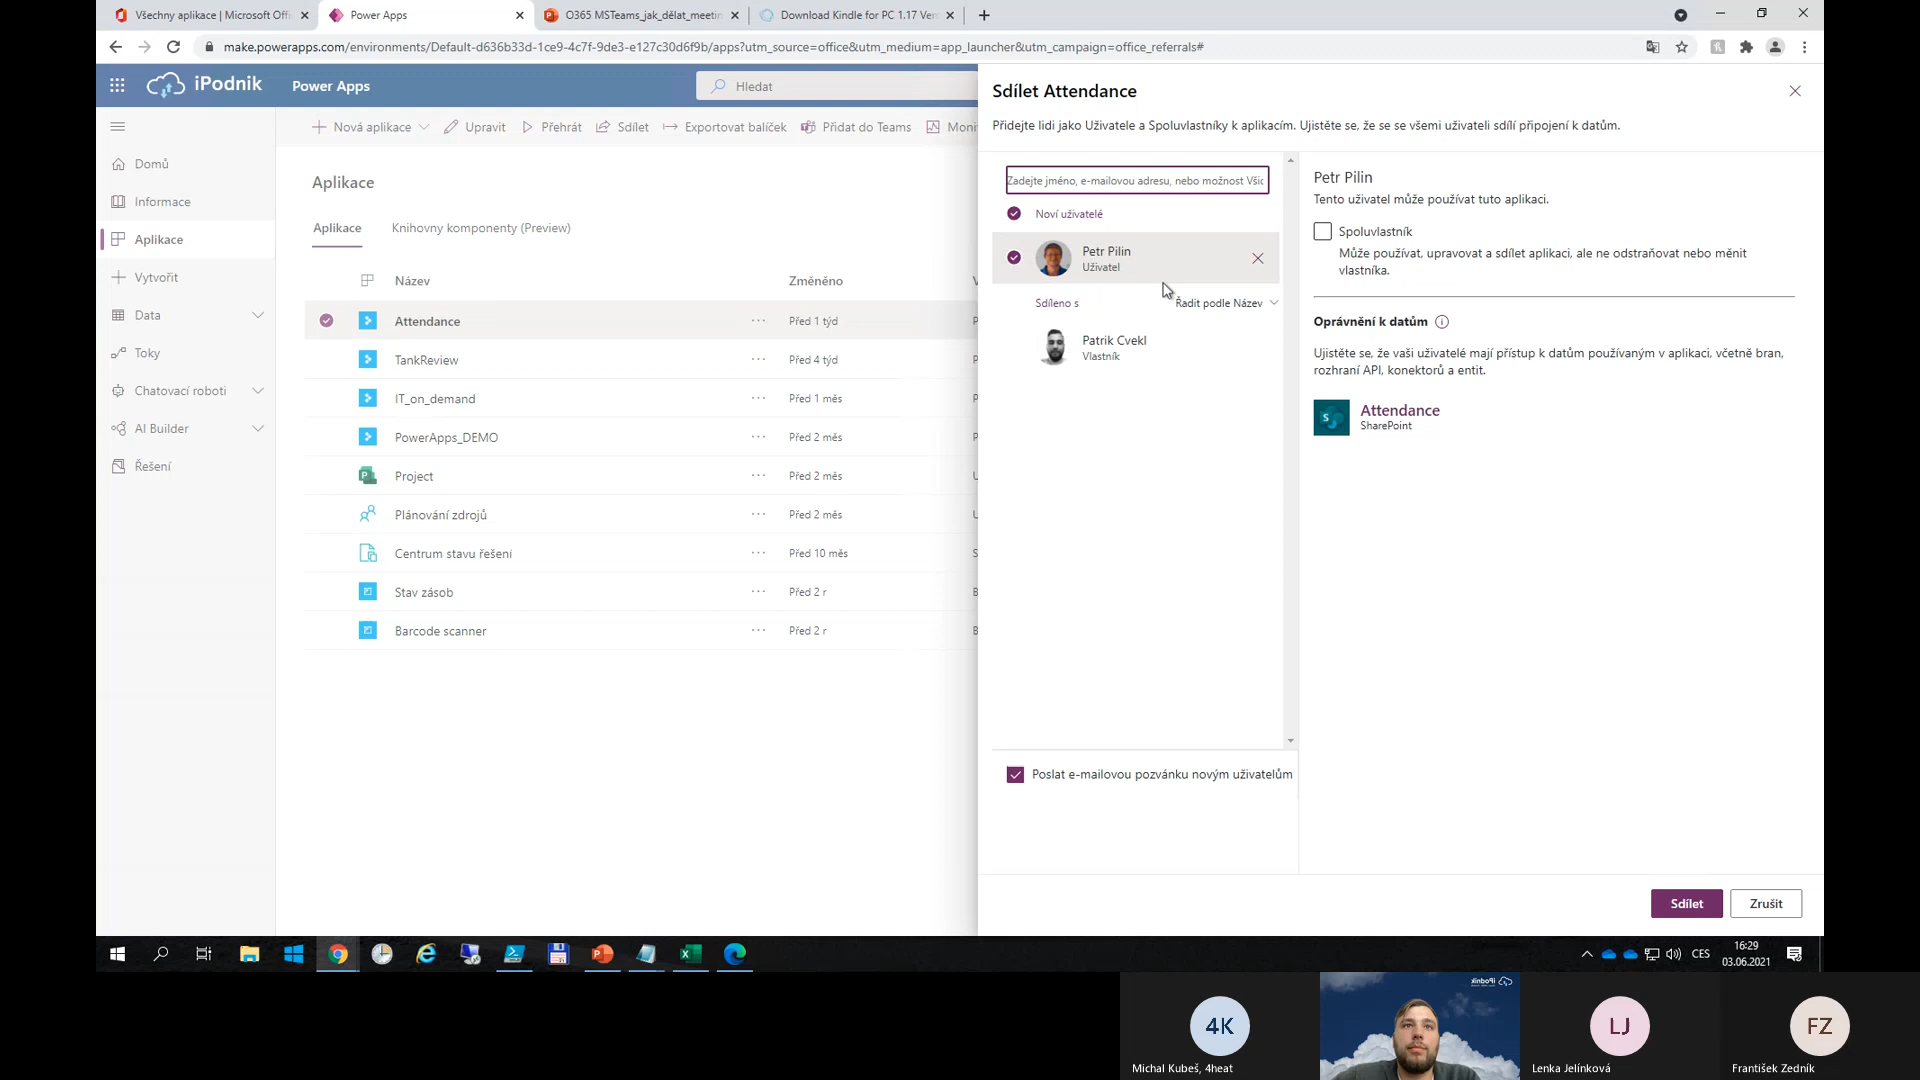 Všechny aplikace | Microsoft Offi
Power Apps
O365 MSTeams_jak_dělat_meetin
Download Kindle for PC 1.17 Vers
make.powerapps.com/environments/Default-d636b33d-1ce9-4c7f-9de3-e127c30d6f9b/apps?utm_source=office&utm_medium=app_launcher&utm_campaign=office_referrals#
iPodnik
Power Apps
Hledat
Nová aplikace
Upravit
Přehrát
Sdílet
Exportovat balíček
Přidat do Teams
Moni
Domů
Informace
Aplikace
Vytvořit
Data
Toky
Chatovací roboti
AI Builder
Řešení
Aplikace
Aplikace
Knihovny komponenty (Preview)
Název
Změněno
V
Attendance
... Před 1 týd
P
TankReview
... Před 4 týd
P
IT_on_demand
... Před 1 měs
P
PowerApps_DEMO
... Před 2 měs
P
Project
... Před 2 měs
U
Plánování zdrojů
... Před 2 měs
U
Centrum stavu řešení
... Před 10 měs
S
Stav zásob
... Před 2 r
B
Barcode scanner
... Před 2 r
B
Sdílet Attendance
Přidejte lidi jako Uživatele a Spoluvlastníky k aplikacím. Ujistěte se, že se se všemi uživateli sdílí připojení k datům.
Zadejte jméno, e-mailovou adresu, nebo možnost Všic
Noví uživatelé
Petr Pilin
Uživatel
Sdíleno s
Řadit podle Název
Patrik Cvekl
Vlastník
Poslat e-mailovou pozvánku novým uživatelům
Petr Pilin
Tento uživatel může používat tuto aplikaci.
Spoluvlastník
Může používat, upravovat a sdílet aplikaci, ale ne odstraňovat nebo měnit
vlastníka.
Oprávnění k datům
Ujistěte se, že vaši uživatelé mají přístup k datům používaným v aplikaci, včetně bran,
rozhraní API, konektorů a entit.
S
Attendance
SharePoint
Sdílet
Zrušit
CES
16:29
03.06.2021
4K
Michal Kubeš, 4heat
iPodnik
LJ
Lenka Jelínková
FZ
František Zedník